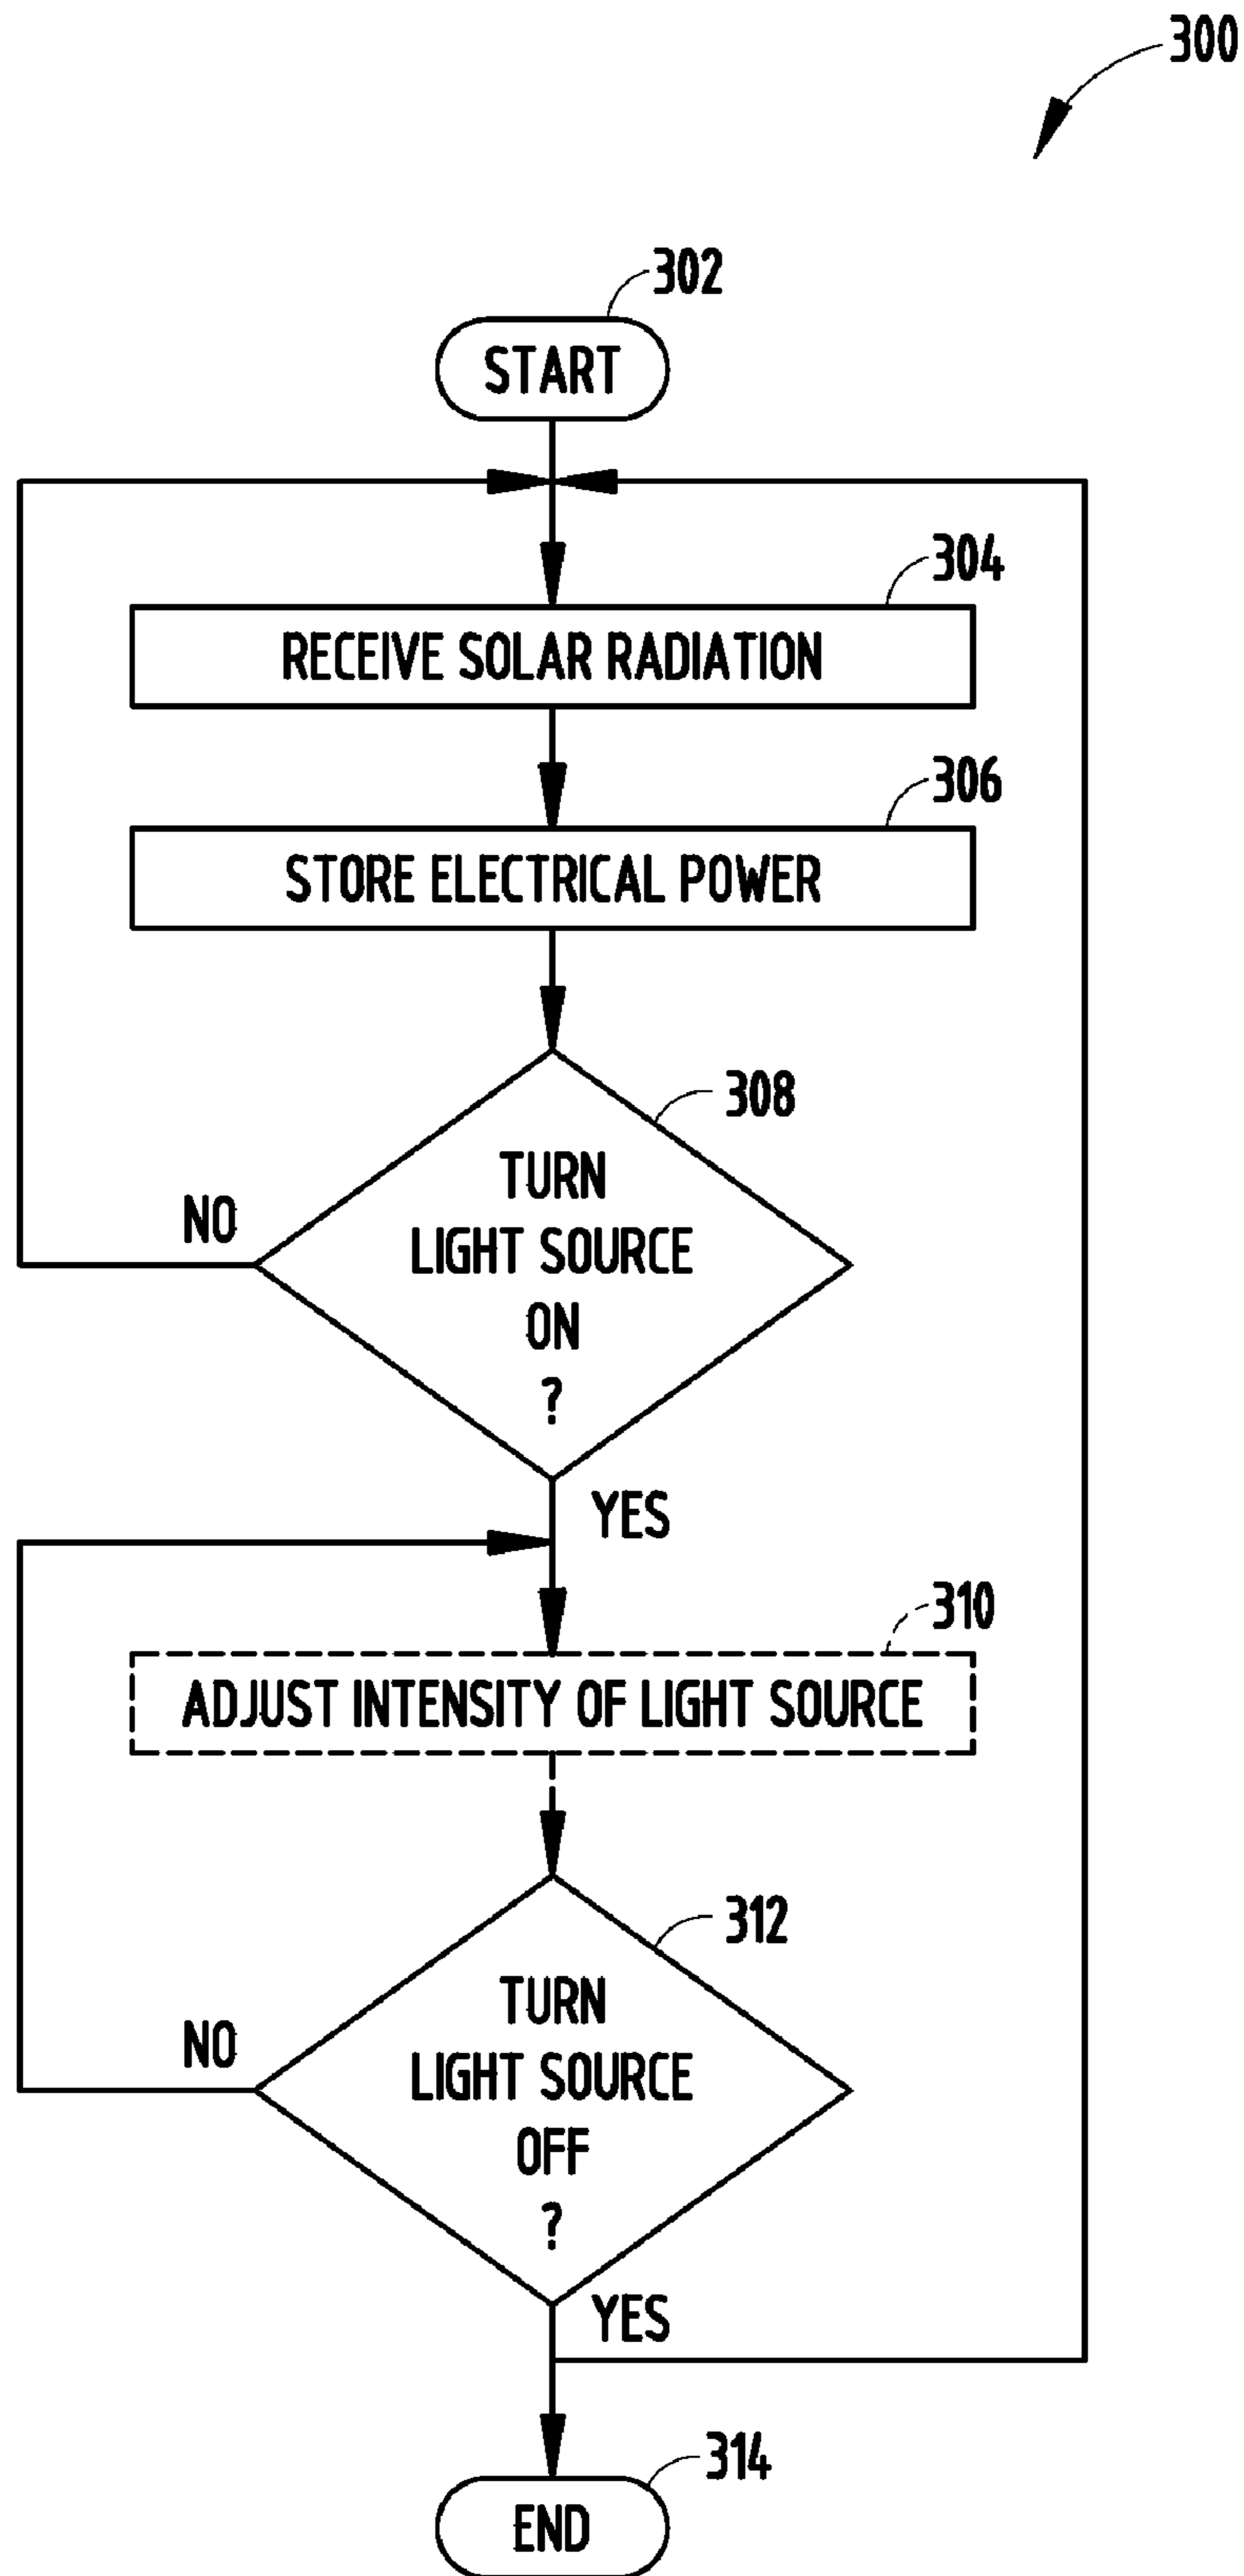 300
302
START
304
RECEIVE SOLAR RADIATION
306
STORE ELECTRICAL POWER
308
TURN
LIGHT SOURCE
ON
?
NO
YES
310
ADJUST INTENSITY OF LIGHT SOURCE
312
TURN
LIGHT SOURCE
OFF
?
NO
YES
314
END